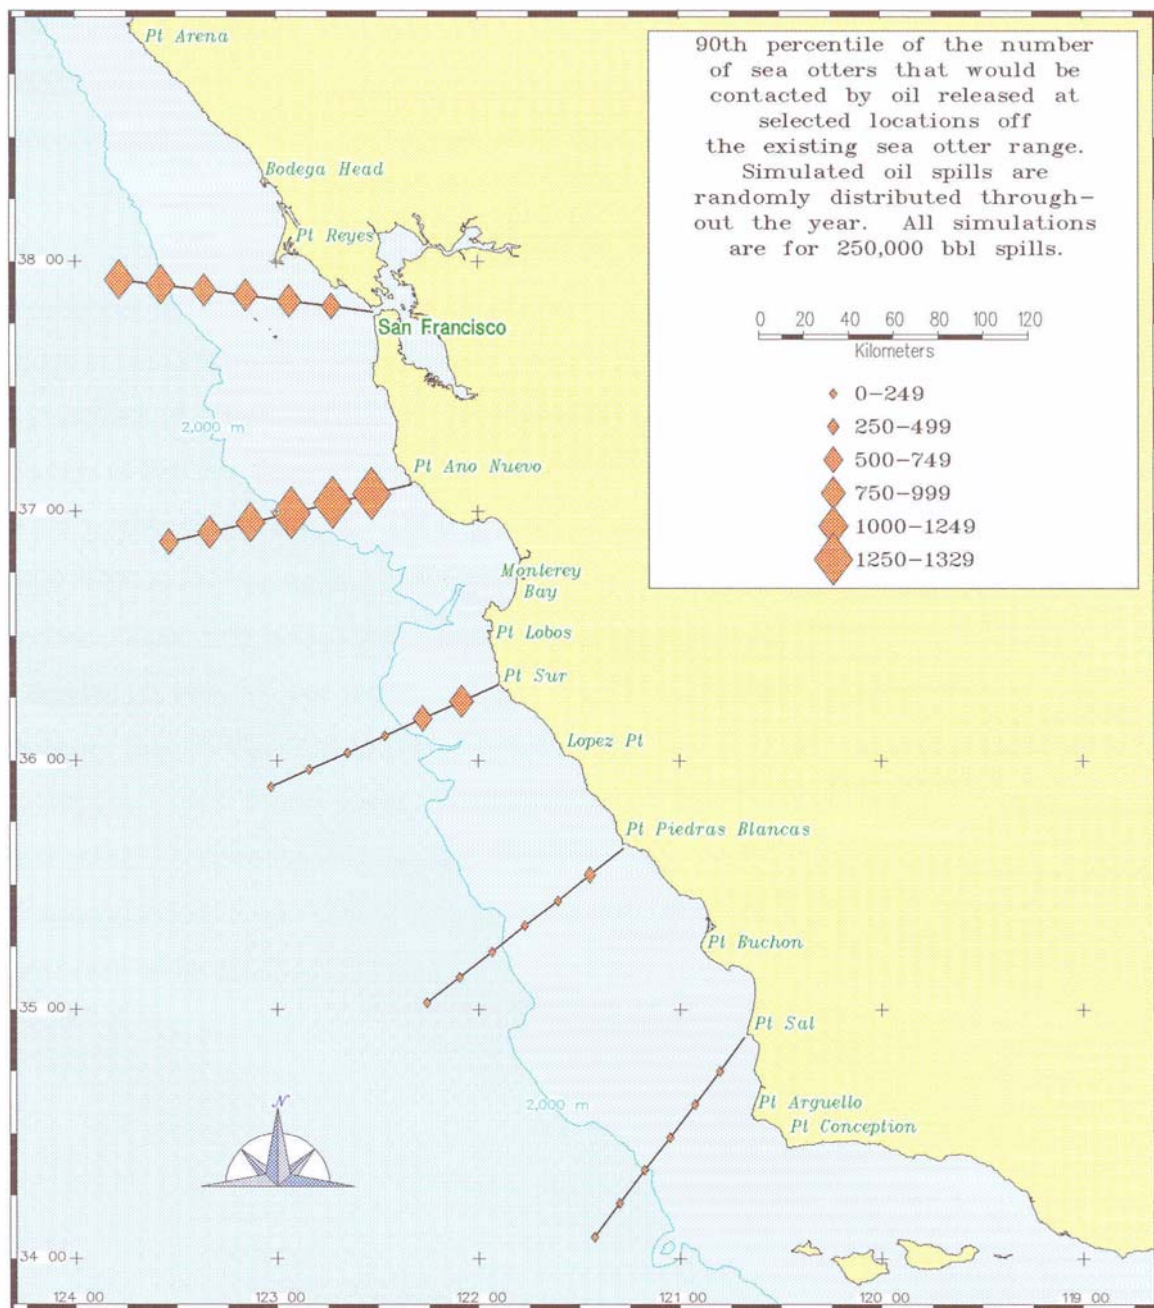 Pt Arena
90th percentile of the number
of sea otters that would be
contacted by oil released at
selected locations off
the existing sea otter range.
Simulated oil spills are
randomly distributed through-
out the year. All simulations
are for 250,000 bbl spills.
Bodega Head
Pt Reyes
38 00
San Francisco
0 20 40 60 80 100 120
Kilometers
0-249
250-499
500-749
750-999
1000-1249
1250-1329
2,000 m
Pt Ano Nuevo
37 00
Monterey
Bay
Pt Lobos
Pt Sur
Lopez Pt
36 00
Pt Piedras Blancas
Pt Buchon
35 00
Pt Sal
2,000 m
N
Pt Arguello
Pt Conception
34 00
124 00 123 00 122 00 121 00 120 00 119 00